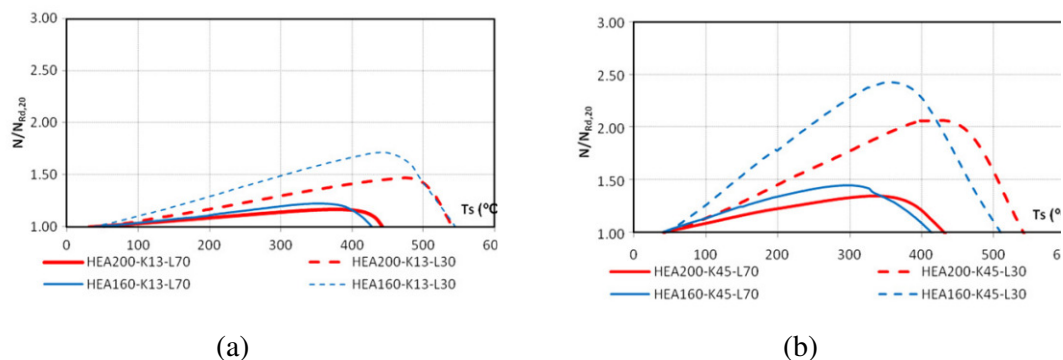 3.00
2.50
2.00
1.50
1.00
N/N_Rd,20
Ts (ºC
0 100 200 300 400 500 60
HEA200-K13-L70 HEA200-K13-L30
HEA160-K13-L70 HEA160-K13-L30
(a)
3.00
2.50
2.00
1.50
1.00
N/N_Rd,20
Ts (º
0 100 200 300 400 500 6
HEA200-K45-L70 HEA200-K45-L30
HEA160-K45-L70 HEA160-K45-L30
(b)